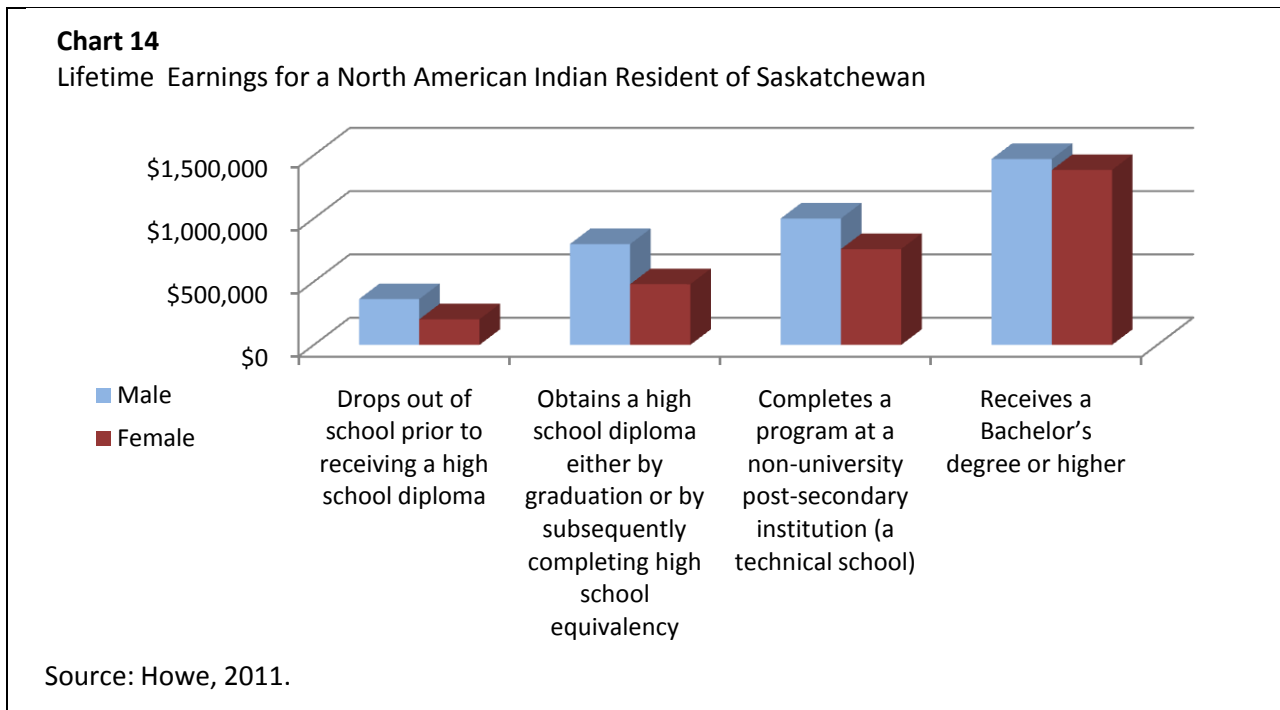 Chart 14
Lifetime Earnings for a North American Indian Resident of Saskatchewan
$1,500,000
$1,000,000
$500,000
$0
Male
Female
Drops out of
school prior to
receiving a high
school diploma
Obtains a high
school diploma
either by
graduation or by
subsequently
completing high
school
equivalency
Completes a
program at a
non-university
post-secondary
institution (a
technical school)
Receives a
Bachelor’s
degree or higher
Source: Howe, 2011.